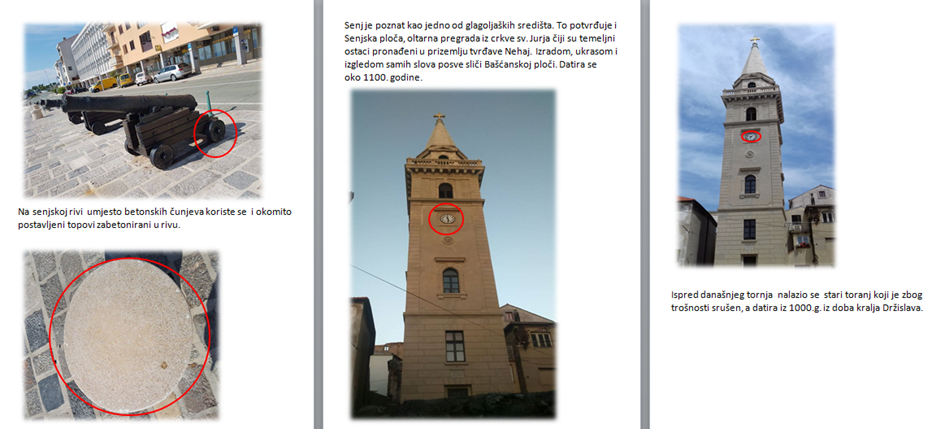 Na senjskoj rivi umjesto betonskih čunjeva koriste se i okomito
postavljeni topovi zabetonirani u rivu.
Senj je poznat kao jedno od glagoljaških središta. To potvrđuje i
Senjska ploča, oltarna pregrada iz crkve sv. Jurja čiji su temeljni
ostaci pronađeni u prizemlju tvrđave Nehaj. Izradom, ukrasom i
izgledom samih slova posve sliči Bašćanskoj ploči. Datira se
oko 1100. godine.
Ispred današnjeg tornja nalazio se stari toranj koji je zbog
trošnosti srušen, a datira iz 1000.g. iz doba kralja Držislava.